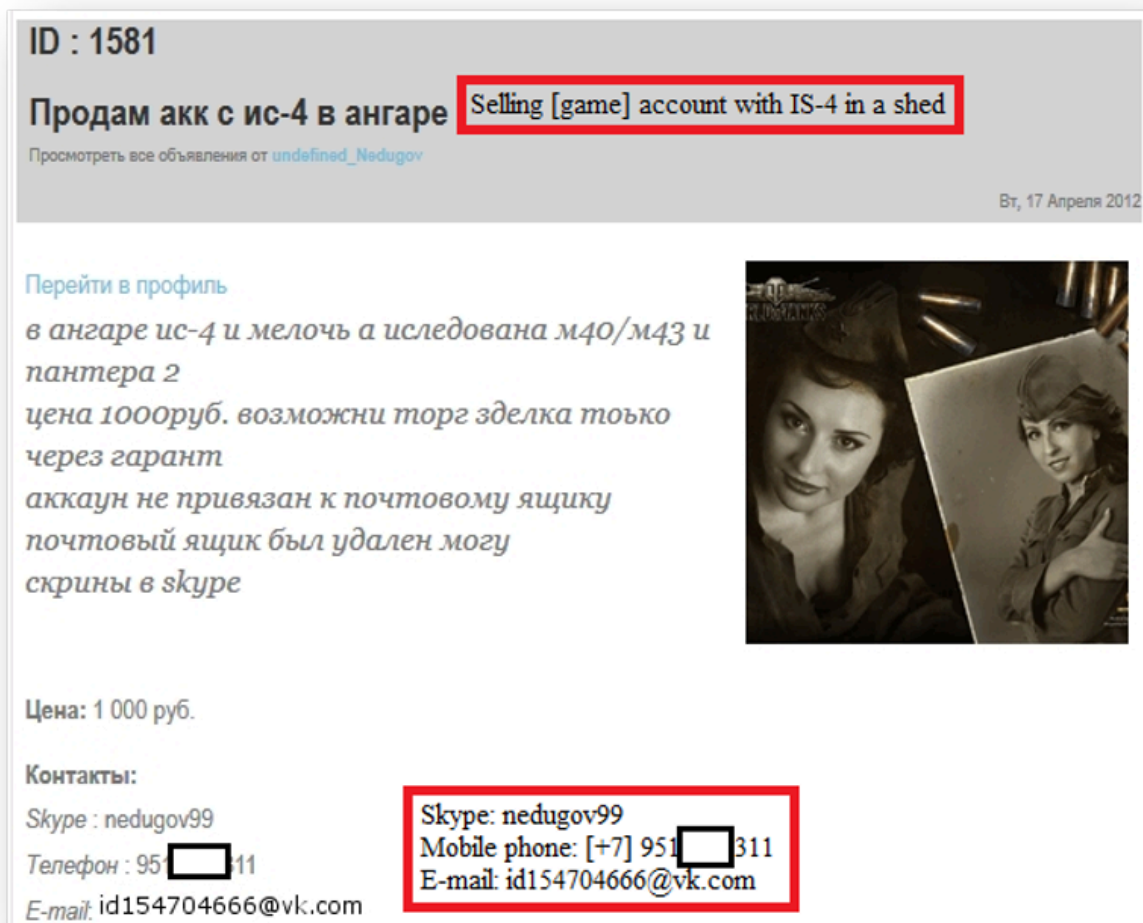 ID : 1581
Продам акк с ис-4 в ангаре
Selling [game] account with IS-4 in a shed
Просмотреть все объявления от undefined_Nedugov
Вт, 17 Апреля 2012
Перейти в профиль
в ангаре ис-4 и мелочь а иследована м40/м43 и
пантера 2
цена 1000руб. возможни торг зделка тоько
через гарант
аккаун не привязан к почтовому ящику
почтовый ящик был удален могу
скрины в skype
Цена: 1 000 руб.
Контакты:
Skype : nedugov99
Телефон : 951 311
E-mail: id154704666@vk.com
Skype: nedugov99
Mobile phone: [+7] 951 311
E-mail: id154704666@vk.com